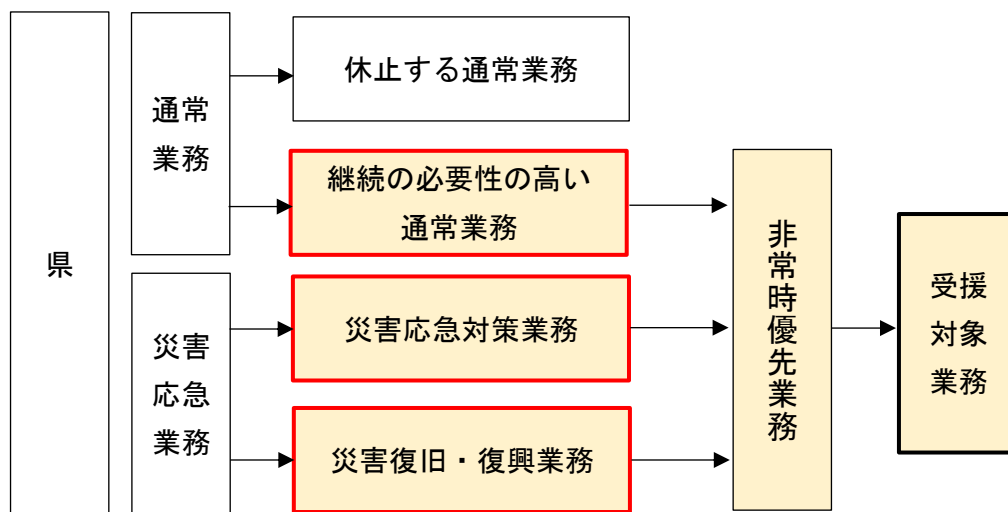 県
通常
業務
休止する通常業務
継続の必要性の高い
通常業務
災害
応急
業務
災害応急対策業務
災害復旧・復興業務
非常時優先業務
受援
対象
業務